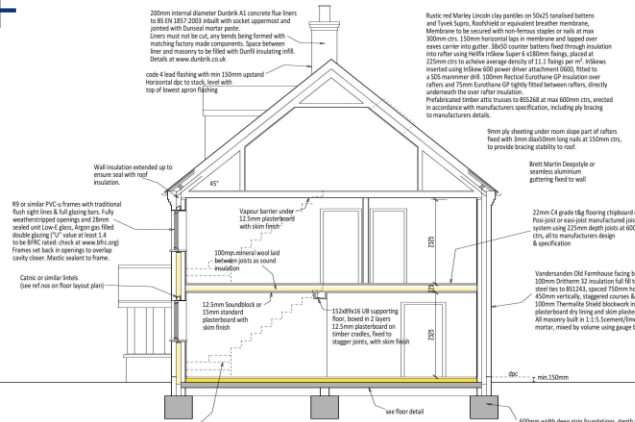 200mm internal diameter Dunbrik A1 concrete flue liners
to BS EN 1857:2003 inbuilt with socket uppermost and
jointed with Dunseal mortar paste.
Liners must not be cut, any bends being formed with
matching factory made components. Space between
liner and masonry to be filled with Dunfil insulating infill.
Details at www.dunbrik.co.uk
code 4 lead flashing with min 150mm upstand
Horizontal dpc to stack, level with
top of lowest apron flashing
Rustic red Marley Lincoln clay pantiles on 50x25 tanalised battens
and Tyvek Supro, Roofshield or equivalent breather membrane,
Membrane to be secured with non-ferrous staples or nails at max
300mm ctrs. 150mm horizontal laps in membrane and lapped over
eaves carrier into gutter. 38x50 counter battens fixed through insulation
into rafter using Helifix InSkew Super 6 x180mm fixings, placed at
225mm ctrs to acheive average density of 11.1 fixings per m². InSkews
inserted using InSkew 600 power driver attachment fitted to
a SDS mammer drill. 100mm Rectical Eurothane GP insulation over
rafters and 75mm Eurothane GP tightly fitted between rafters, directly
underneath the over rafter insulation.
Prefabricated timber attic trusses to BS5268 at max 600mm ctrs, erected
in accordance with manufacturers specification, including ply bracing
to manufacturers details.
9mm ply sheeting under room slope part of rafters
fixed with 3mm diax50mm long nails at 150mm ctrs,
to provide bracing stability to roof.
Brett Martin Deepstyle or
seamless aluminium
guttering fixed to wall
Wall insulation extended up to
ensure seal with roof
insulation.
45°
R9 or similar PVC-u frames with traditional
flush sight lines & full glazing bars. Fully
weatherstripped openings and 28mm
sealed unit Low-E glass, Argon gas filled
double glazing ("U" value at least 1.4
to be BFRC rated: check at www.bfrc.org)
Frames set back in openings to overlap
cavity closer. Mastic sealant to frame.
Vapour barrier under
12.5mm plasterboard
with skim finish
2325
22mm C4 grade t&g flooring chipboard
Posi-joist or easi-joist manufactured
system using 225mm depth joists at
ctrs, all to manufacturers design
& specification
100mm mineral wool laid
between joists as sound
insulation
Catnic or similar lintels
(see ref.nos on floor layout plan)
12.5mm Soundblock or
15mm standard
plasterboard with
skim finish
152x89x16 UB supporting
floor, boxed in 2 layers
12.5mm plasterboard on
timber cradles, fixed to
stagger joints, with skim finish
2325
Vandersanden Old Farmhouse facing
100mm Dritherm 32 insulation full fill
steel ties to BS1243, spaced 750mm
450mm vertically, staggered courses &
100mm Thermalite Shield blockwork
plasterboard dry lining and skim
All masonry built in 1:1:5.5cement/lime
mortar, mixed by volume using gauge
dpc
min.150mm
see floor detail
600mm width deep strip foundations,